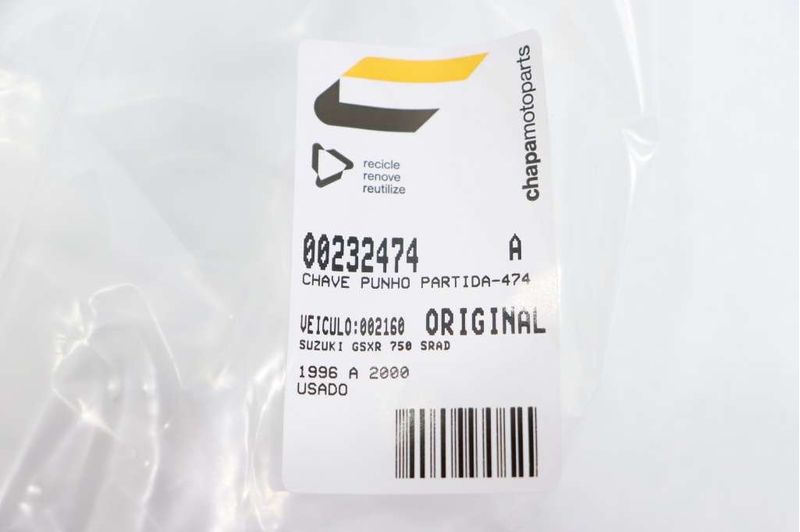 chapamotoparts
recicle
renove
reutilize
00232474 A
CHAVE PUNHO PARTIDA-474
VEICULO:002160 ORIGINAL
SUZUKI GSXR 750 SRAD
1996 A 2000
USADO